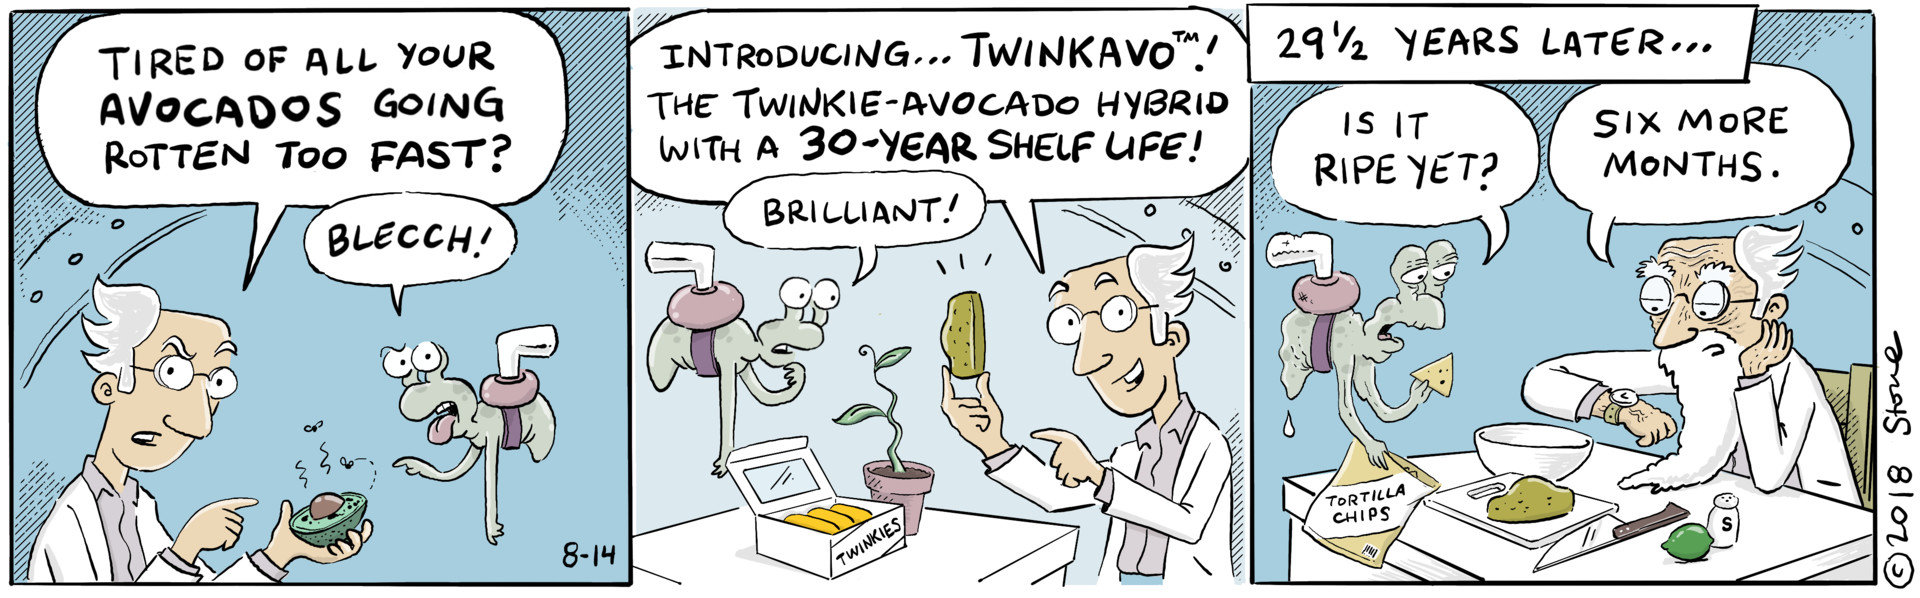 TIRED OF ALL YOUR
AVOCADOS GOING
ROTTEN TOO FAST?
BLECCH!
8-14
INTRODUCING... TWINKAVO™!
THE TWINKIE-AVOCADO HYBRID
WITH A 30-YEAR SHELF LIFE!
BRILLIANT!
TWINKIES
29½ YEARS LATER...
IS IT
RIPE YET?
SIX MORE
MONTHS.
TORTILLA
CHIPS
S
©2018 Stone